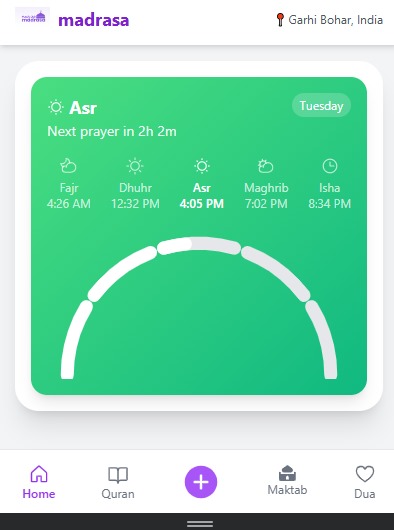 madrasa
Garhi Bohar, India
Asr
Tuesday
Next prayer in 2h 2m
Fajr
Dhuhr
Asr
Maghrib
Isha
4:26 AM
12:32 PM
4:05 PM
7:02 PM
8:34 PM
Home
Quran
Maktab
Dua